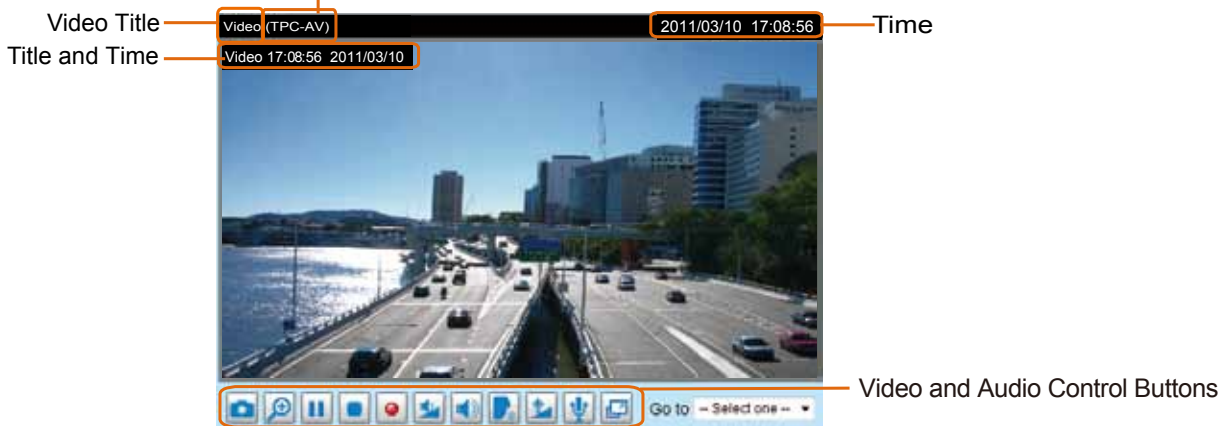 Video Title
Video (TPC-AV)
2011/03/10 17:08:56
Time
Title and Time
Video 17:08:56 2011/03/10
Video and Audio Control Buttons
Go to
-- Select one --